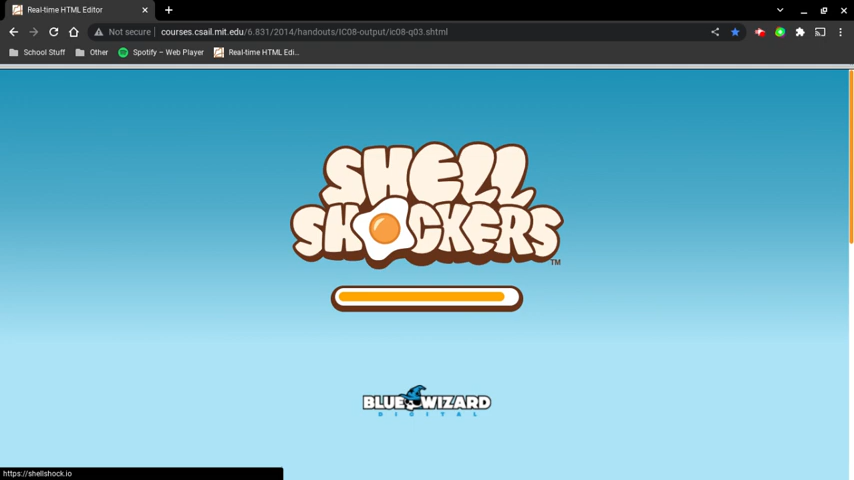 Real-time HTML Editor
Not secure courses.csail.mit.edu/6.831/2014/handouts/IC08-output/ic08-q03.shtml
School Stuff Other Spotify – Web Player Real-time HTML Edi...
SHELL
SHOCKERS
TM
BLUE WIZARD
DIGITAL
https://shellshock.io